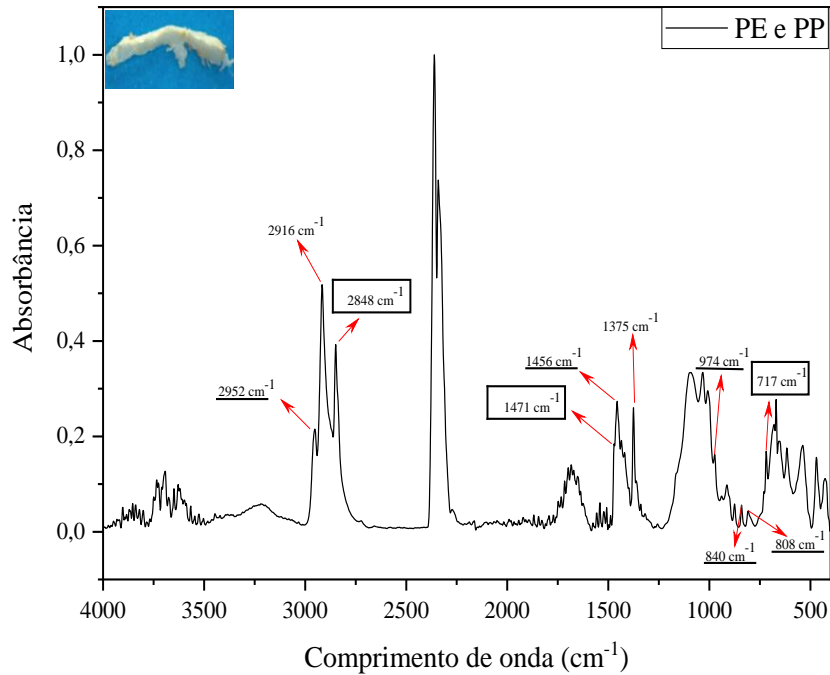 PE e PP
1,0
0,8
0,6
0,4
0,2
0,0
Absorbância
2916 cm⁻¹
2848 cm⁻¹
2952 cm⁻¹
1375 cm⁻¹
1456 cm⁻¹
1471 cm⁻¹
974 cm⁻¹
717 cm⁻¹
840 cm⁻¹
808 cm⁻¹
4000 3500 3000 2500 2000 1500 1000 500
Comprimento de onda (cm⁻¹)